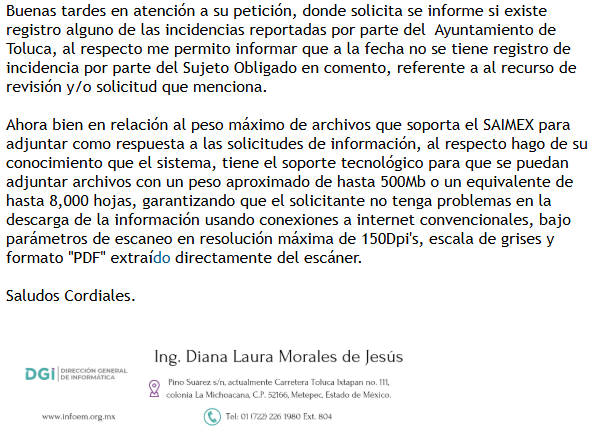 Buenas tardes en atención a su petición, donde solicita se informe si existe
registro alguno de las incidencias reportadas por parte del  Ayuntamiento de
Toluca, al respecto me permito informar que a la fecha no se tiene registro de
incidencia por parte del Sujeto Obligado en comento, referente a al recurso de
revisión y/o solicitud que menciona.

Ahora bien en relación al peso máximo de archivos que soporta el SAIMEX para
adjuntar como respuesta a las solicitudes de información, al respecto hago de su
conocimiento que el sistema, tiene el soporte tecnológico para que se puedan
adjuntar archivos con un peso aproximado de hasta 500Mb o un equivalente de
hasta 8,000 hojas, garantizando que el solicitante no tenga problemas en la
descarga de la información usando conexiones a internet convencionales, bajo
parámetros de escaneo en resolución máxima de 150Dpi's, escala de grises y
formato "PDF" extraído directamente del escáner.

Saludos Cordiales.

Ing. Diana Laura Morales de Jesús
DGI DIRECCIÓN GENERAL
DE INFORMÁTICA
Pino Suárez s/n, actualmente Carretera Toluca Ixtapan no. 111,
colonia La Michoacana, C.P. 52166, Metepec, Estado de México.
www.infoem.org.mx
Tel: 01 (722) 226 1980 Ext. 804